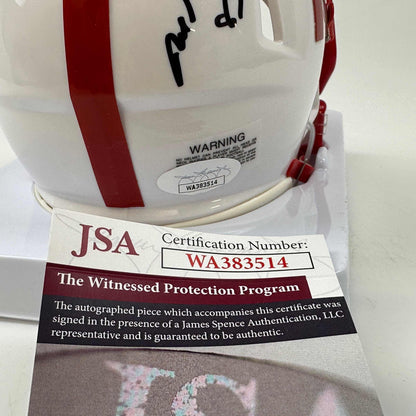 WARNING
WA383514
JSA
Certification Number:
WA383514
The Witnessed Protection Program
The autographed piece which accompanies this certificate was
signed in the presence of a James Spence Authentication, LLC
representative and is guaranteed to be authentic.
JSA